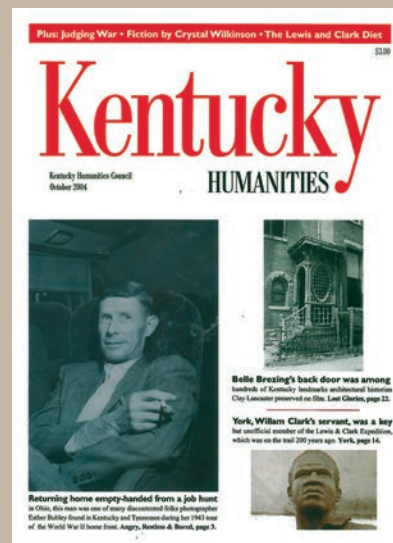 Plus: Judging War • Fiction by Crystal Wilkinson • The Lewis and Clark Diet
$3.00
Kentucky
HUMANITIES
Kentucky Humanities Council
October 2004
Belle Brezing's back door was among
hundreds of Kentucky landmarks architectural historian
Clay Lancaster preserved on film. Lost Glories, page 22.
York, Willam Clark's servant, was a key
but unofficial member of the Lewis & Clark Expedition,
which was on the trail 200 years ago. York, page 14.
Returning home empty-handed from a job hunt
in Ohio, this man was one of many discontented folks photographer
Esther Bubley found in Kentucky and Tennessee during her 1943 tour
of the World War II home front. Angry, Restless & Bored, page 3.